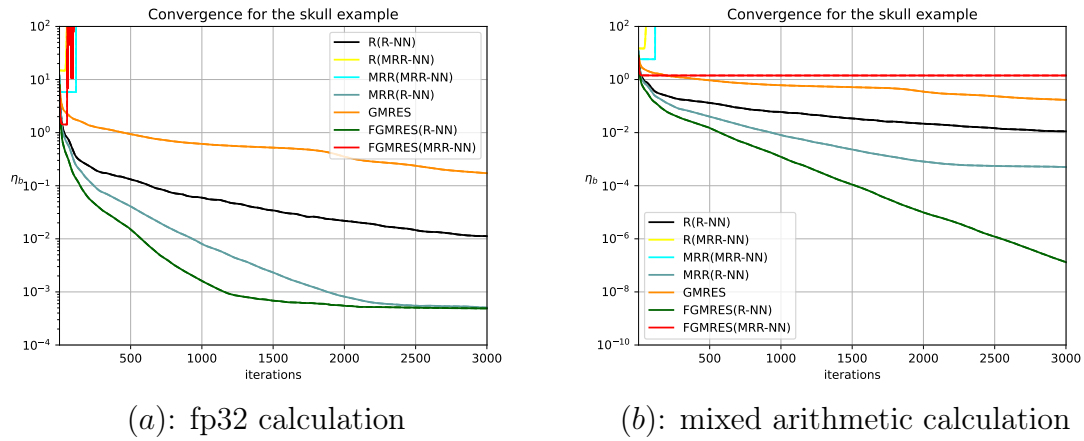 Convergence for the skull example
10^2
10^1
10^0
10^{-1}
10^{-2}
10^{-3}
10^{-4}
η_b
R(R-NN)
R(MRR-NN)
MRR(MRR-NN)
MRR(R-NN)
GMRES
FGMRES(R-NN)
FGMRES(MRR-NN)
500 1000 1500 2000 2500 3000
iterations
(a): fp32 calculation
Convergence for the skull example
10^2
10^0
10^{-2}
10^{-4}
10^{-6}
10^{-8}
10^{-10}
η_b
R(R-NN)
R(MRR-NN)
MRR(MRR-NN)
MRR(R-NN)
GMRES
FGMRES(R-NN)
FGMRES(MRR-NN)
500 1000 1500 2000 2500 3000
iterations
(b): mixed arithmetic calculation